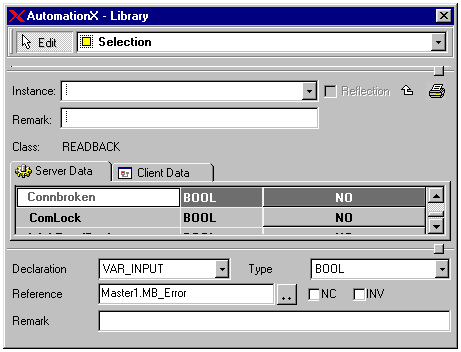 AutomationX - Library
Edit Selection
Instance: Reflection
Remark:
Class: READBACK
Server Data Client Data
Connbroken BOOL NO
ComLock BOOL NO
Declaration VAR_INPUT Type BOOL
Reference Master1.MB_Error .. NC INV
Remark